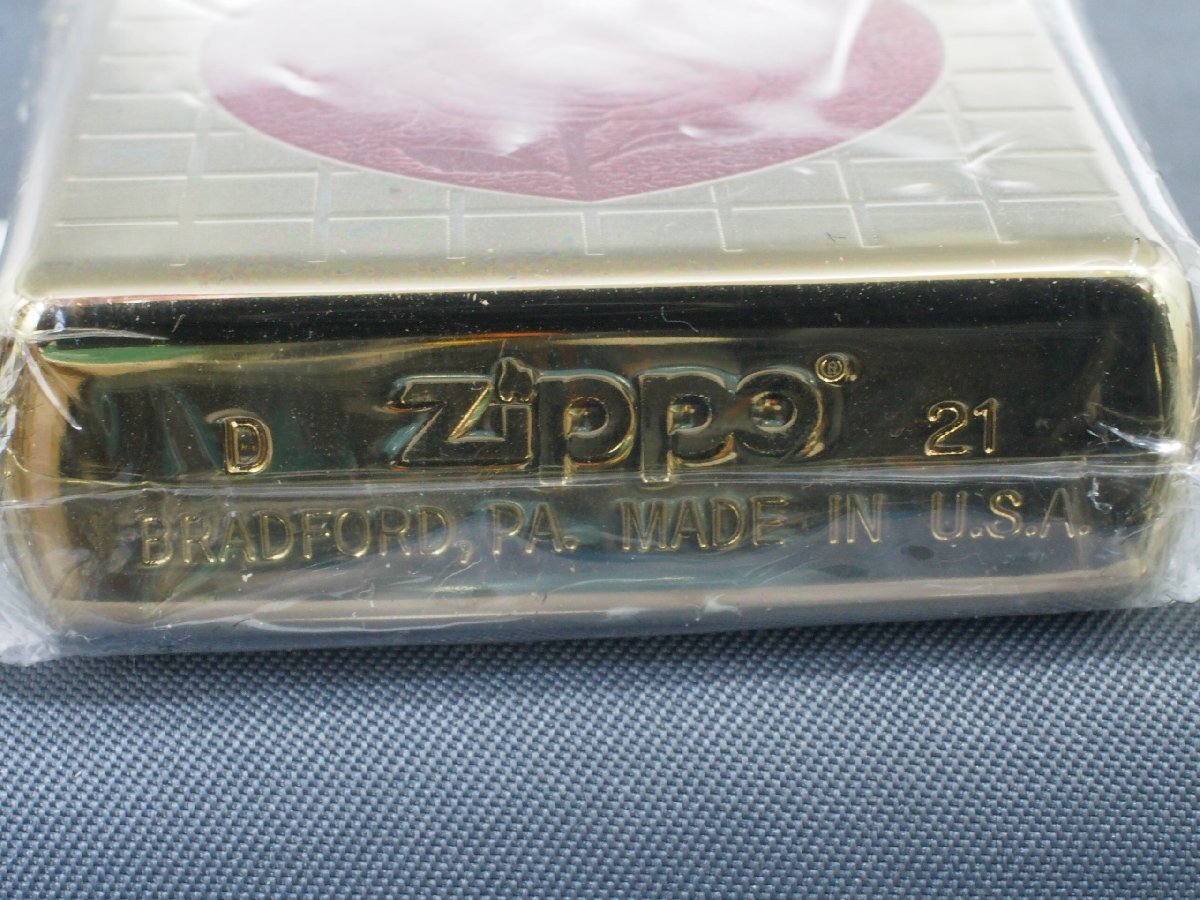 D Zippo® 21
BRADFORD, PA. MADE IN U.S.A.